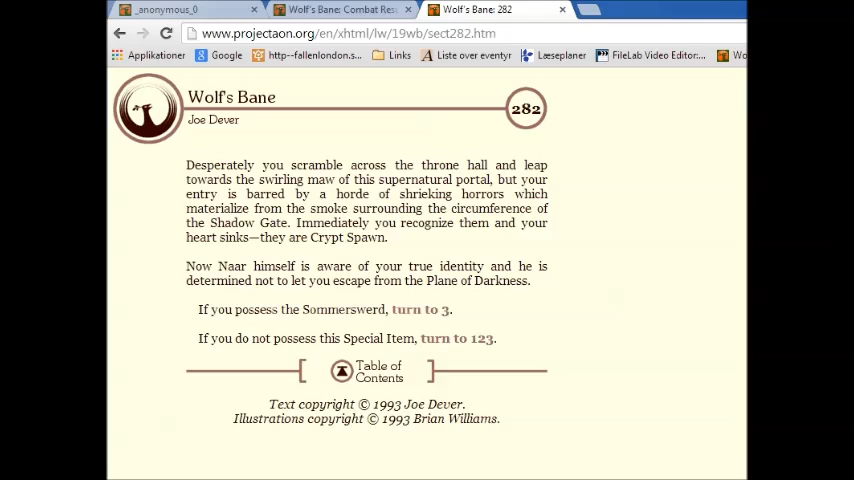 _anonymous_0
Wolf's Bane: Combat Res
Wolf's Bane: 282
www.projectaon.org/en/xhtml/lw/19wb/sect282.htm
Applikationer
Google
http--fallenlondon.s...
Links
Liste over eventyr
Læseplaner
FileLab Video Editor:...
Wo
Wolf's Bane
282
Joe Dever
Desperately you scramble across the throne hall and leap
towards the swirling maw of this supernatural portal, but your
entry is barred by a horde of shrieking horrors which
materialize from the smoke surrounding the circumference of
the Shadow Gate. Immediately you recognize them and your
heart sinks—they are Crypt Spawn.
Now Naar himself is aware of your true identity and he is
determined not to let you escape from the Plane of Darkness.
If you possess the Sommerswerd, turn to 3.
If you do not possess this Special Item, turn to 123.
Table of
Contents
Text copyright © 1993 Joe Dever.
Illustrations copyright © 1993 Brian Williams.